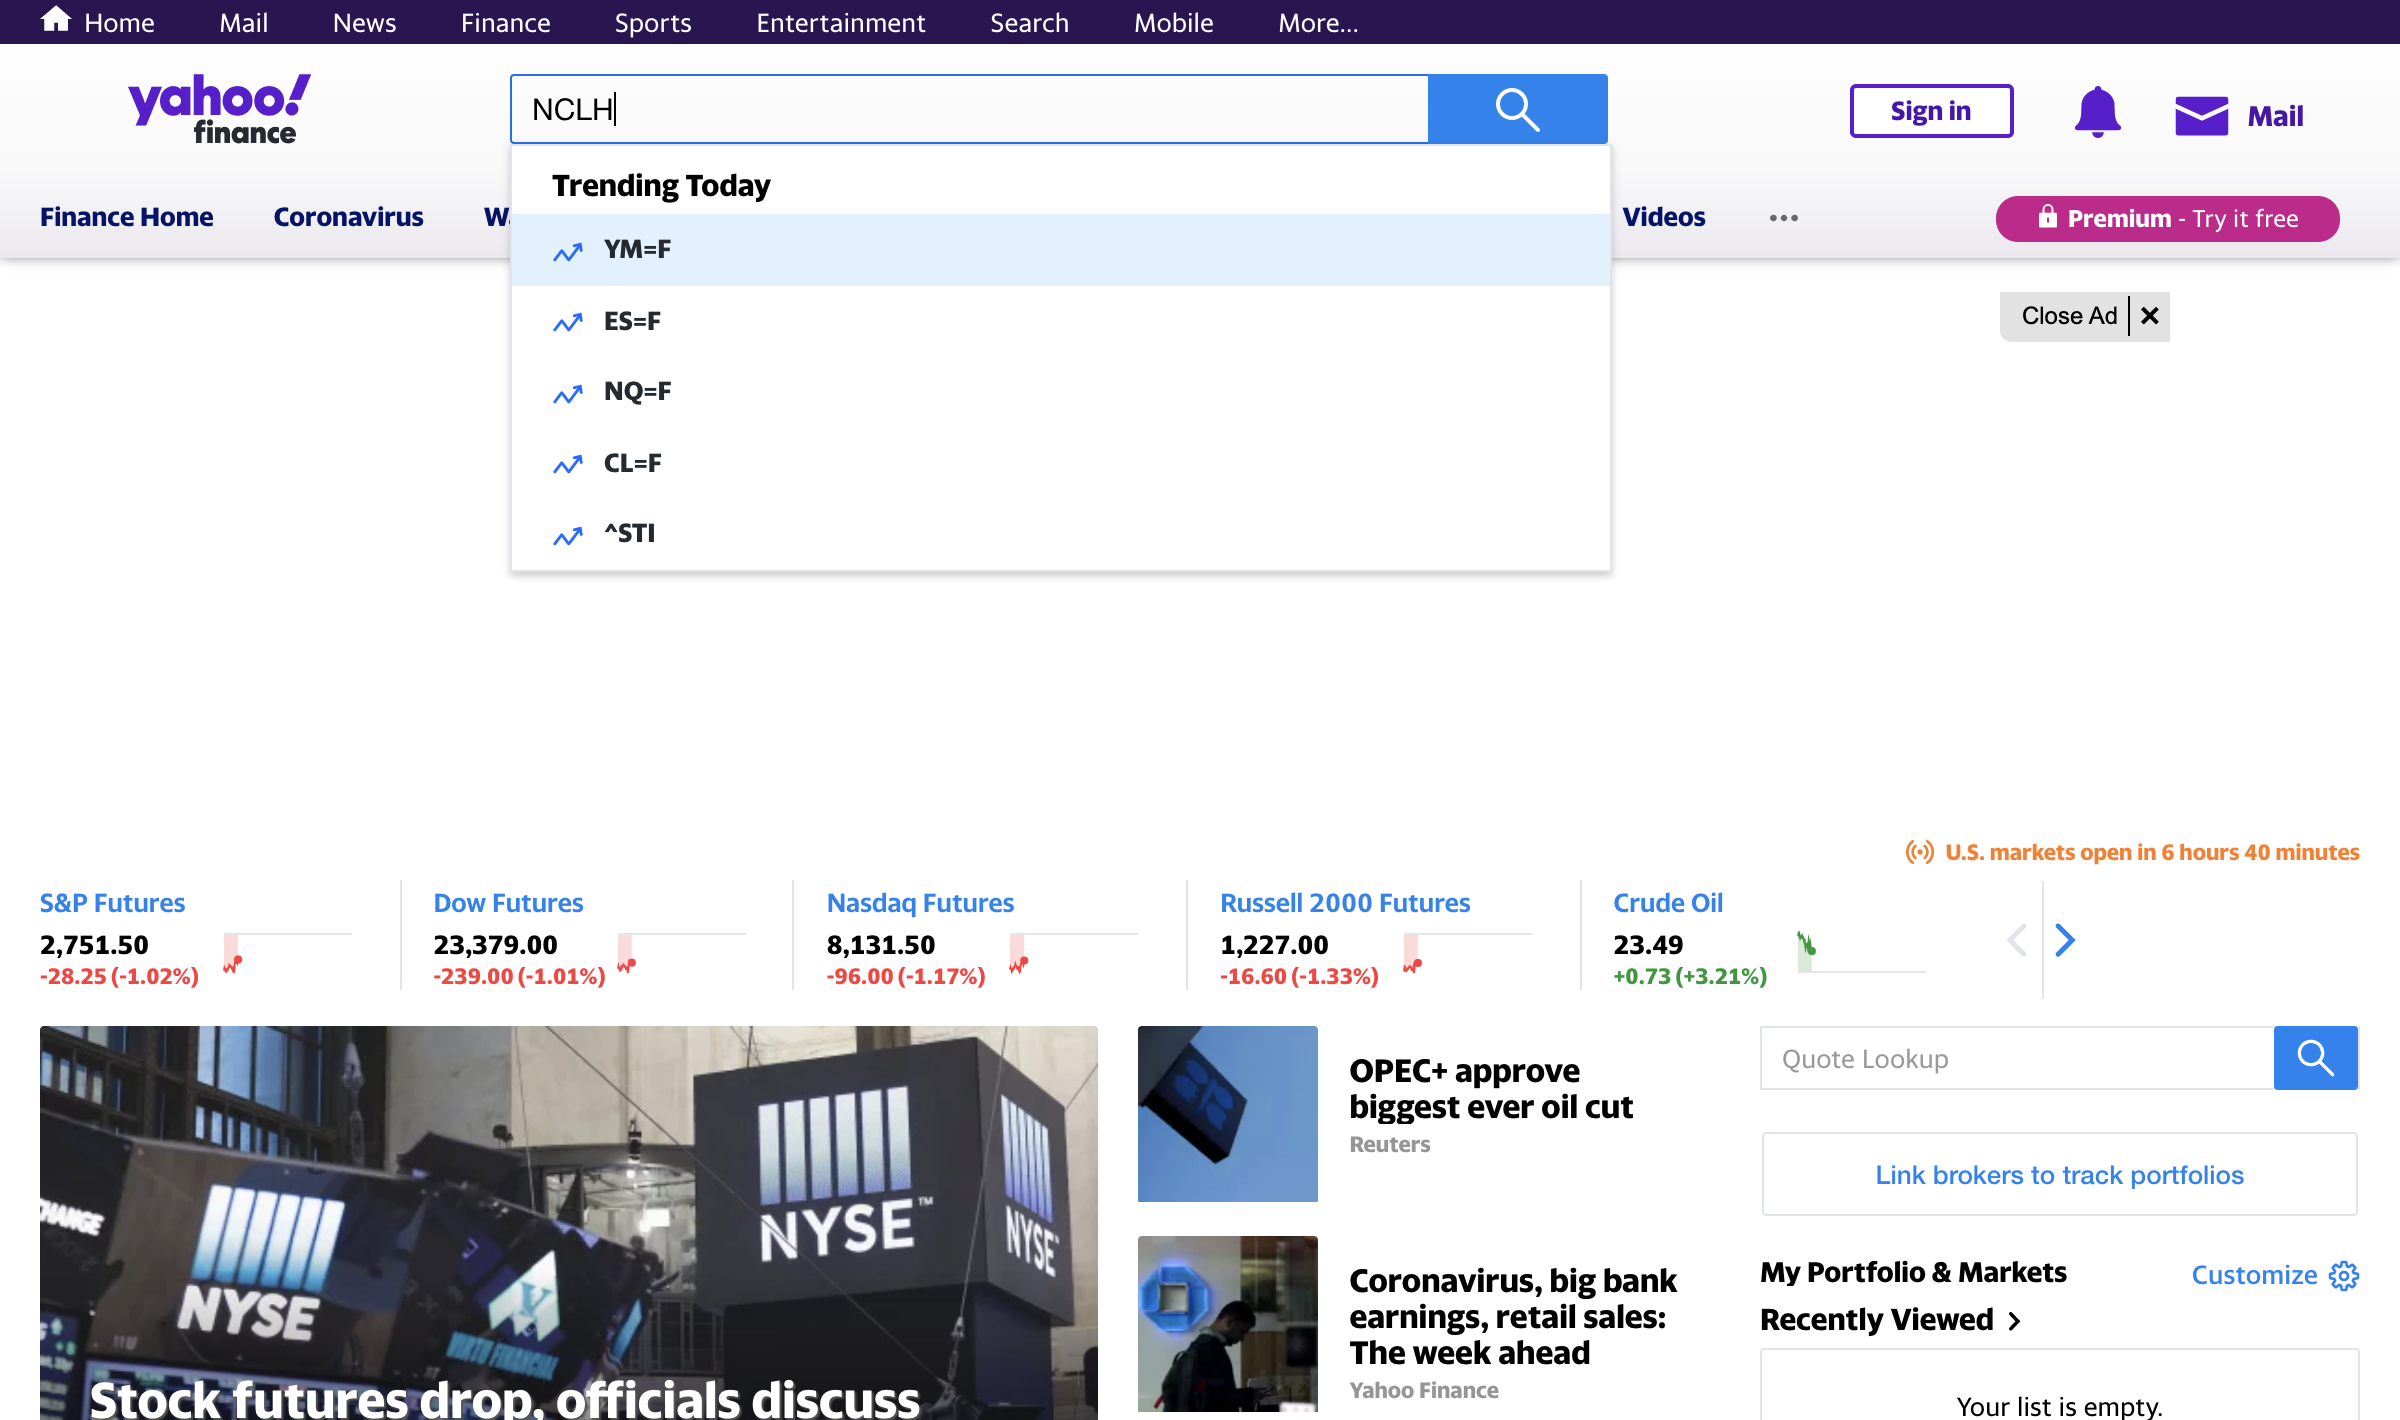 Home Mail News Finance Sports Entertainment Search Mobile More...
yahoo!
finance
NCLH
Sign in
Mail
Finance Home Coronavirus
Videos
Premium - Try it free
Trending Today
YM=F
ES=F
NQ=F
CL=F
^STI
Close Ad
U.S. markets open in 6 hours 40 minutes
S&P Futures
2,751.50
-28.25 (-1.02%)
Dow Futures
23,379.00
-239.00 (-1.01%)
Nasdaq Futures
8,131.50
-96.00 (-1.17%)
Russell 2000 Futures
1,227.00
-16.60 (-1.33%)
Crude Oil
23.49
+0.73 (+3.21%)
NYSE
NYSE
NYSE
VIRTU FINANCIAL
Stock futures drop, officials discuss
OPEC+ approve
biggest ever oil cut
Reuters
Coronavirus, big bank
earnings, retail sales:
The week ahead
Yahoo Finance
Quote Lookup
Link brokers to track portfolios
My Portfolio & Markets
Customize
Recently Viewed
Your list is empty.